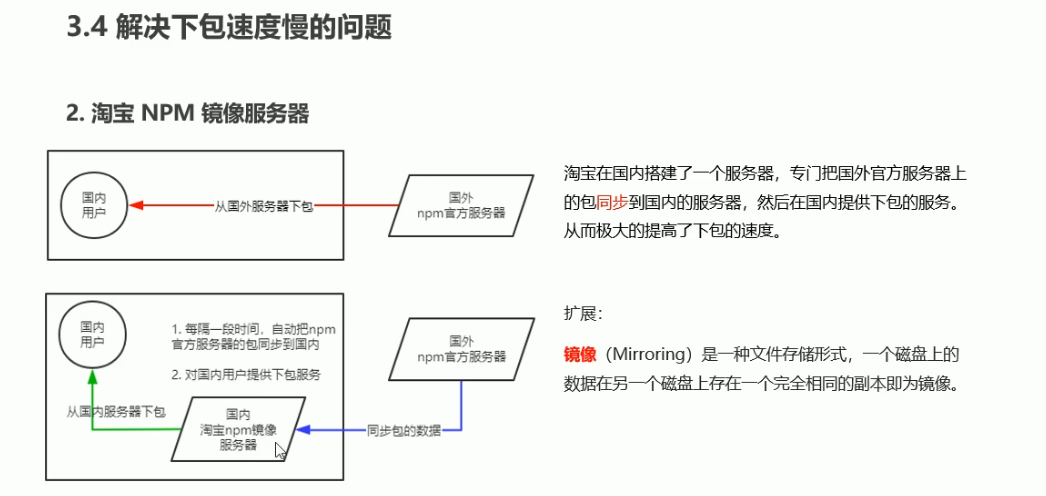 3.4 解决下包速度慢的问题
2. 淘宝 NPM 镜像服务器
国内
用户
从国外服务器下包
国外
npm官方服务器
淘宝在国内搭建了一个服务器，专门把国外官方服务器上
的包同步到国内的服务器，然后在国内提供下包的服务。
从而极大的提高了下包的速度。
国内
用户
1. 每隔一段时间，自动把npm
官方服务器的包同步到国内
2. 对国内用户提供下包服务
从国内服务器下包
国内
淘宝npm镜像
服务器
同步包的数据
国外
npm官方服务器
扩展：
镜像（Mirroring）是一种文件存储形式，一个磁盘上的
数据在另一个磁盘上存在一个完全相同的副本即为镜像。